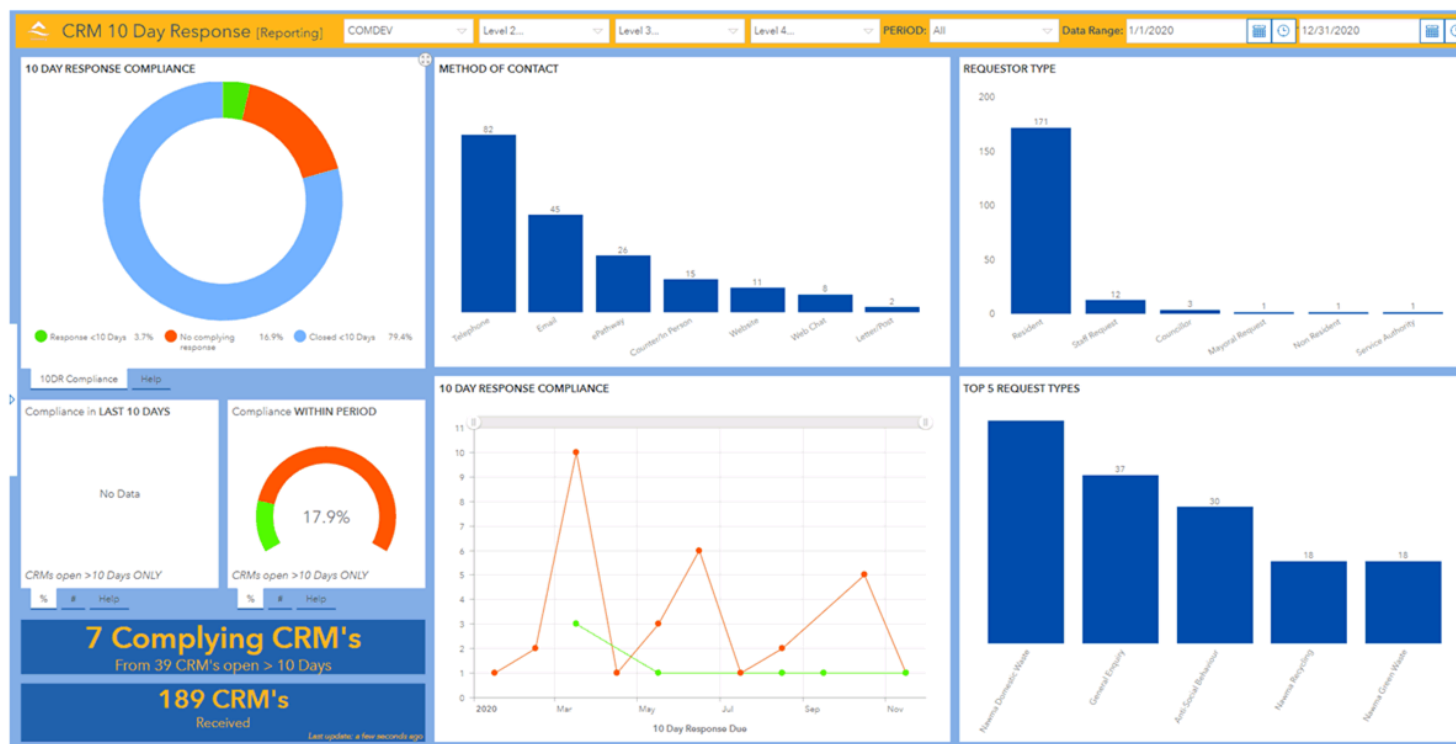 CRM 10 Day Response [Reporting]
COMDEV
Level 2...
Level 3...
Level 4...
PERIOD: All
Data Range: 1/1/2020
12/31/2020
10 DAY RESPONSE COMPLIANCE
Response <10 Days 3.7%
No complying response 16.9%
Closed <10 Days 79.4%
10DR Compliance
Help
METHOD OF CONTACT
82
45
26
15
11
8
2
Telephone
Email
ePathway
Counter/In Person
Website
Web Chat
Letter/Post
REQUESTOR TYPE
200
150
100
50
0
171
12
3
1
1
1
Resident
Staff Request
Councillor
Mayoral Request
Non Resident
Service Authority
Compliance in LAST 10 DAYS
No Data
CRMs open >10 Days ONLY
% # Help
Compliance WITHIN PERIOD
17.9%
CRMs open >10 Days ONLY
% # Help
7 Complying CRM's
From 39 CRM's open > 10 Days
189 CRM's
Received
Last update: a few seconds ago
10 DAY RESPONSE COMPLIANCE
11
10
9
8
7
6
5
4
3
2
1
0
2020
Mar
May
Jul
Sep
Nov
10 Day Response Due
TOP 5 REQUEST TYPES
37
30
18
18
Nawma Domestic Waste
General Enquiry
Anti-Social Behaviour
Nawma Recycling
Nawma Green Waste